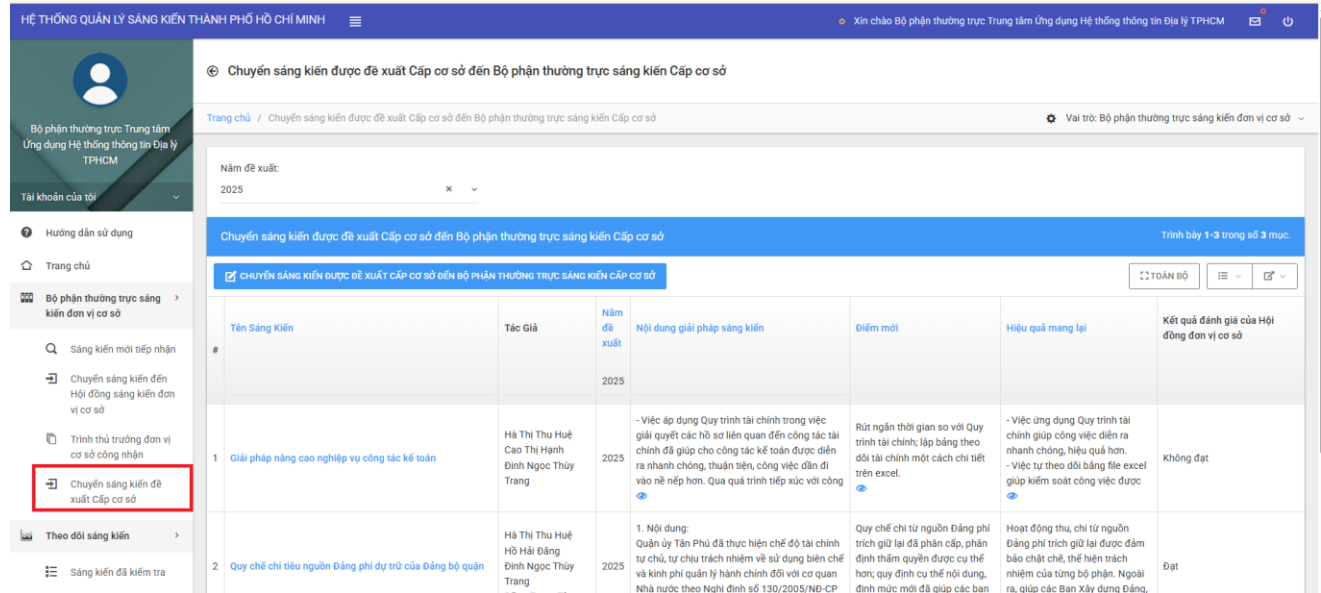 HỆ THỐNG QUẢN LÝ SÁNG KIẾN THÀNH PHỐ HỒ CHÍ MINH
Xin chào Bộ phận thường trực Trung tâm Ứng dụng Hệ thống thông tin Địa lý TPHCM
Bộ phận thường trực Trung tâm
Ứng dụng Hệ thống thông tin Địa lý
TPHCM
Tài khoản của tôi
Hướng dẫn sử dụng
Trang chủ
Bộ phận thường trực sáng
kiến đơn vị cơ sở
Sáng kiến mới tiếp nhận
Chuyển sáng kiến đến
Hội đồng sáng kiến đơn
vị cơ sở
Trình thủ trưởng đơn vị
cơ sở công nhận
Chuyển sáng kiến đề
xuất Cấp cơ sở
Theo dõi sáng kiến
Sáng kiến đã kiểm tra
Chuyển sáng kiến được đề xuất Cấp cơ sở đến Bộ phận thường trực sáng kiến Cấp cơ sở
Trang chủ / Chuyển sáng kiến được đề xuất Cấp cơ sở đến Bộ phận thường trực sáng kiến Cấp cơ sở
Vai trò: Bộ phận thường trực sáng kiến đơn vị cơ sở
Năm đề xuất:
2025
Chuyển sáng kiến được đề xuất Cấp cơ sở đến Bộ phận thường trực sáng kiến Cấp cơ sở
Trình bày 1-3 trong số 3 mục.
CHUYỂN SÁNG KIẾN ĐƯỢC ĐỀ XUẤT CẤP CƠ SỞ ĐẾN BỘ PHẬN THƯỜNG TRỰC SÁNG KIẾN CẤP CƠ SỞ
TOÀN BỘ
#
Tên Sáng Kiến
Tác Giả
Năm
đề
xuất
Nội dung giải pháp sáng kiến
Điểm mới
Hiệu quả mang lại
Kết quả đánh giá của Hội
đồng đơn vị cơ sở
2025
1
Giải pháp nâng cao nghiệp vụ công tác kế toán
Hà Thị Thu Huệ
Cao Thị Hạnh
Đinh Ngọc Thùy
Trang
2025
- Việc áp dụng Quy trình tài chính trong việc
giải quyết các hồ sơ liên quan đến công tác tài
chính đã giúp cho công tác kế toán được diễn
ra nhanh chóng, thuận tiện, công việc dần đi
vào nề nếp hơn. Qua quá trình tiếp xúc với công
Rút ngắn thời gian so với Quy
trình tài chính; lập bảng theo
dõi tài chính một cách chi tiết
trên excel.
- Việc ứng dụng Quy trình tài
chính giúp công việc diễn ra
nhanh chóng, hiệu quả hơn.
- Việc tự theo dõi bằng file excel
giúp kiểm soát công việc được
Không đạt
2
Quy chế chi tiêu nguồn Đảng phí dự trữ của Đảng bộ quận
Hà Thị Thu Huệ
Hồ Hải Đăng
Đinh Ngọc Thùy
Trang
2025
1. Nội dung:
Quận ủy Tân Phú đã thực hiện chế độ tài chính
tự chủ, tự chịu trách nhiệm về sử dụng biên chế
và kinh phí quản lý hành chính đối với cơ quan
Nhà nước theo Nghị định số 130/2005/NĐ-CP
Quy chế chi từ nguồn Đảng phí
trích giữ lại đã phân cấp, phân
định thẩm quyền được cụ thể
hơn; quy định cụ thể nội dung,
định mức mới đã giúp các ban
Hoạt động thu, chi từ nguồn
Đảng phí trích giữ lại được đảm
bảo chặt chẽ, thể hiện trách
nhiệm của từng bộ phận. Ngoài
ra, giúp các Ban Xây dựng Đảng,
Đạt